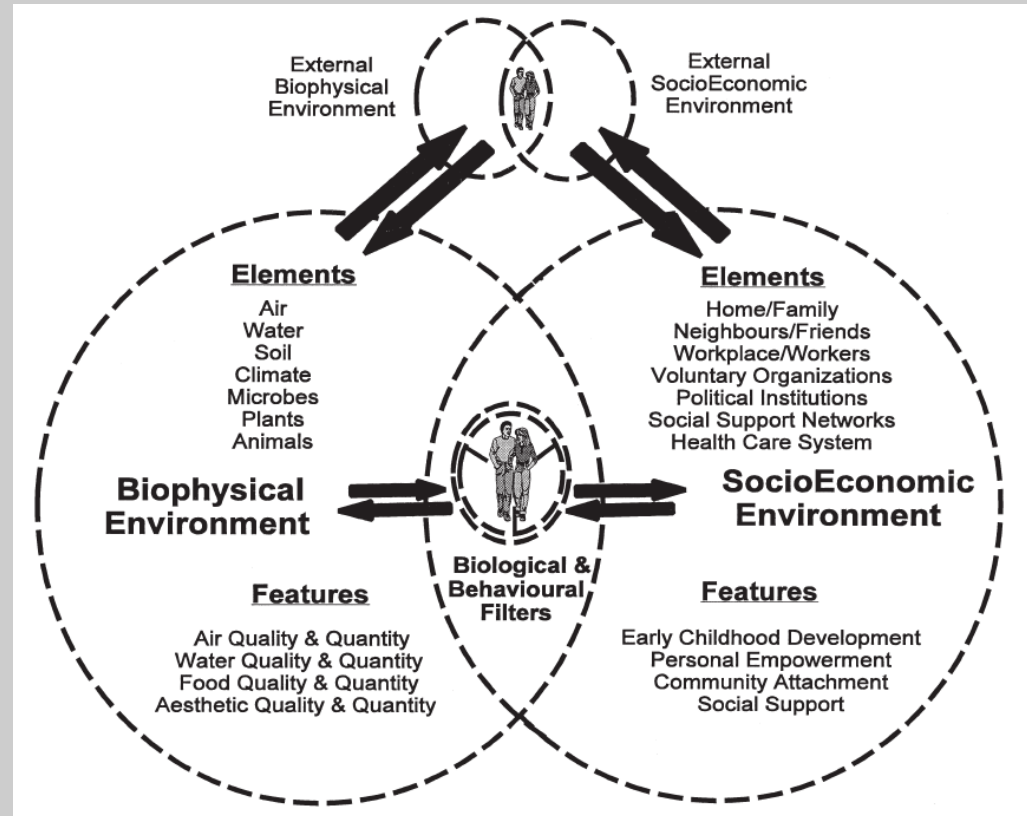 External
Biophysical
Environment
External
SocioEconomic
Environment
Elements
Air
Water
Soil
Climate
Microbes
Plants
Animals
Biophysical
Environment
Features
Air Quality & Quantity
Water Quality & Quantity
Food Quality & Quantity
Aesthetic Quality & Quantity
Biological &
Behavioural
Filters
Elements
Home/Family
Neighbours/Friends
Workplace/Workers
Voluntary Organizations
Political Institutions
Social Support Networks
Health Care System
SocioEconomic
Environment
Features
Early Childhood Development
Personal Empowerment
Community Attachment
Social Support